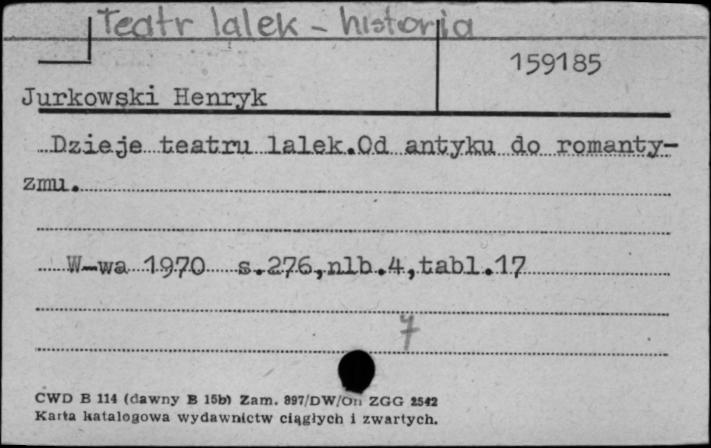 Teatr lalek - historia
159185
Jurkowski Henryk
Dzieje teatru lalek.Od antyku do romanty-
zmu.
W-wa 1970 s.276,nlb.4,tabl.17
7
CWD B 114 (dawny B 15b) Zam. 897/DW/On ZGG 2542
Karta katalogowa wydawnictw ciągłych i zwartych.